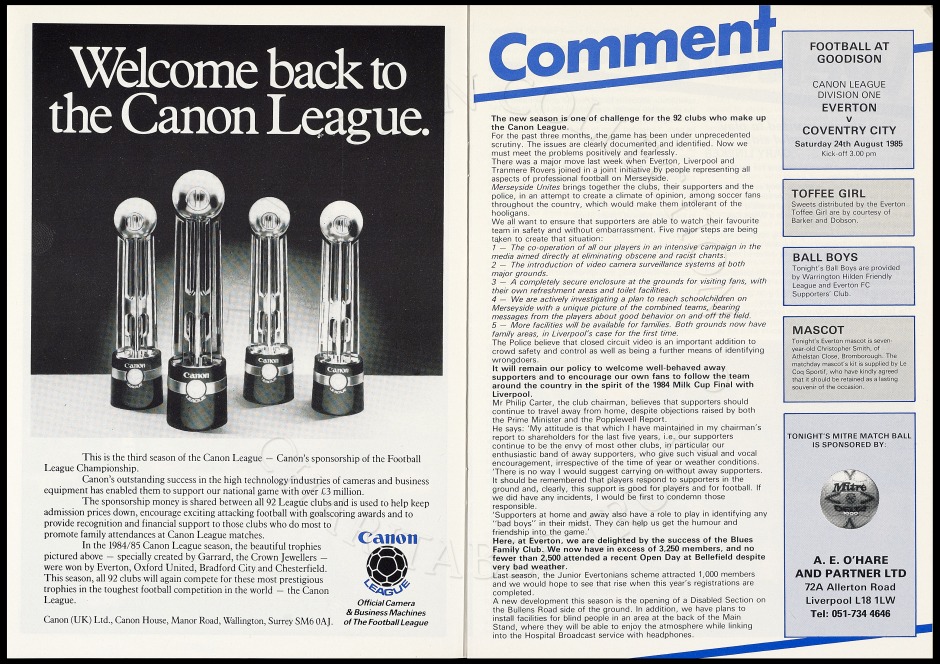 Welcome back to
the Canon League.
Canon
Canon
Canon
Canon
This is the third season of the Canon League — Canon's sponsorship of the Football
League Championship.
Canon's outstanding success in the high technology industries of cameras and business
equipment has enabled them to support our national game with over £3 million.
The sponsorship money is shared between all 92 League clubs and is used to help keep
admission prices down, encourage exciting attacking football with goalscoring awards and to
provide recognition and financial support to those clubs who do most to
promote family attendances at Canon League matches.
In the 1984/85 Canon League season, the beautiful trophies
pictured above — specially created by Garrard, the Crown Jewellers —
were won by Everton, Oxford United, Bradford City and Chesterfield.
This season, all 92 clubs will again compete for these most prestigious
trophies in the toughest football competition in the world — the Canon
League.
Canon
LEAGUE
Official Camera
& Business Machines
of The Football League
Canon (UK) Ltd., Canon House, Manor Road, Wallington, Surrey SM6 0AJ.
Comment
The new season is one of challenge for the 92 clubs who make up
the Canon League.
For the past three months, the game has been under unprecedented
scrutiny. The issues are clearly documented and identified. Now we
must meet the problems positively and fearlessly.
There was a major move last week when Everton, Liverpool and
Tranmere Rovers joined in a joint initiative by people representing all
aspects of professional football on Merseyside.
Merseyside Unites brings together the clubs, their supporters and the
police, in an attempt to create a climate of opinion, among soccer fans
throughout the country, which would make them intolerant of the
hooligans.
We all want to ensure that supporters are able to watch their favourite
team in safety and without embarrassment. Five major steps are being
taken to create that situation:
1 — The co-operation of all our players in an intensive campaign in the
media aimed directly at eliminating obscene and racist chants.
2 — The introduction of video camera surveillance systems at both
major grounds.
3 — A completely secure enclosure at the grounds for visiting fans, with
their own refreshment areas and toilet facilities.
4 — We are actively investigating a plan to reach schoolchildren on
Merseyside with a unique picture of the combined teams, bearing
messages from the players about good behavior on and off the field.
5 — More facilities will be available for families. Both grounds now have
family areas, in Liverpool's case for the first time.
The Police believe that closed circuit video is an important addition to
crowd safety and control as well as being a further means of identifying
wrongdoers.
It will remain our policy to welcome well-behaved away
supporters and to encourage our own fans to follow the team
around the country in the spirit of the 1984 Milk Cup Final with
Liverpool.
Mr Philip Carter, the club chairman, believes that supporters should
continue to travel away from home, despite objections raised by both
the Prime Minister and the Popplewell Report.
He says: 'My attitude is that which I have maintained in my chairman's
report to shareholders for the last five years, i.e, our supporters
continue to be the envy of most other clubs, in particular our
enthusiastic band of away supporters, who give such visual and vocal
encouragement, irrespective of the time of year or weather conditions.
'There is no way I would suggest carrying on without away supporters.
It should be remembered that players respond to supporters in the
ground and, clearly, this support is good for players and for football. If
we did have any incidents, I would be first to condemn those
responsible.
'Supporters at home and away also have a role to play in identifying any
"bad boys" in their midst. They can help us get the humour and
friendship into the game.'
Here, at Everton, we are delighted by the success of the Blues
Family Club. We now have in excess of 3,250 members, and no
fewer than 2,500 attended a recent Open Day at Bellefield despite
very bad weather.
Last season, the Junior Evertonians scheme attracted 1,000 members
and we would hope to see that rise when this year's registrations are
completed.
A new development this season is the opening of a Disabled Section on
the Bullens Road side of the ground. In addition, we have plans to
install facilities for blind people in an area at the back of the Main
Stand, where they will be able to enjoy the atmosphere while linking
into the Hospital Broadcast service with headphones.
FOOTBALL AT
GOODISON
CANON LEAGUE
DIVISION ONE
EVERTON
v
COVENTRY CITY
Saturday 24th August 1985
Kick-off 3.00 pm
TOFFEE GIRL
Sweets distributed by the Everton
Toffee Girl are by courtesy of
Barker and Dobson.
BALL BOYS
Tonight's Ball Boys are provided
by Warrington Hilden Friendly
League and Everton FC
Supporters' Club.
MASCOT
Tonight's Everton mascot is seven-
year-old Christopher Smith, of
Athelstan Close, Bromborough. The
matchday mascot's kit is supplied by Le
Coq Sportif, who have kindly agreed
that it should be retained as a lasting
souvenir of the occasion.
TONIGHT'S MITRE MATCH BALL
IS SPONSORED BY:
Mitre
A. E. O'HARE
AND PARTNER LTD
72A Allerton Road
Liverpool L18 1LW
Tel: 051-734 4646